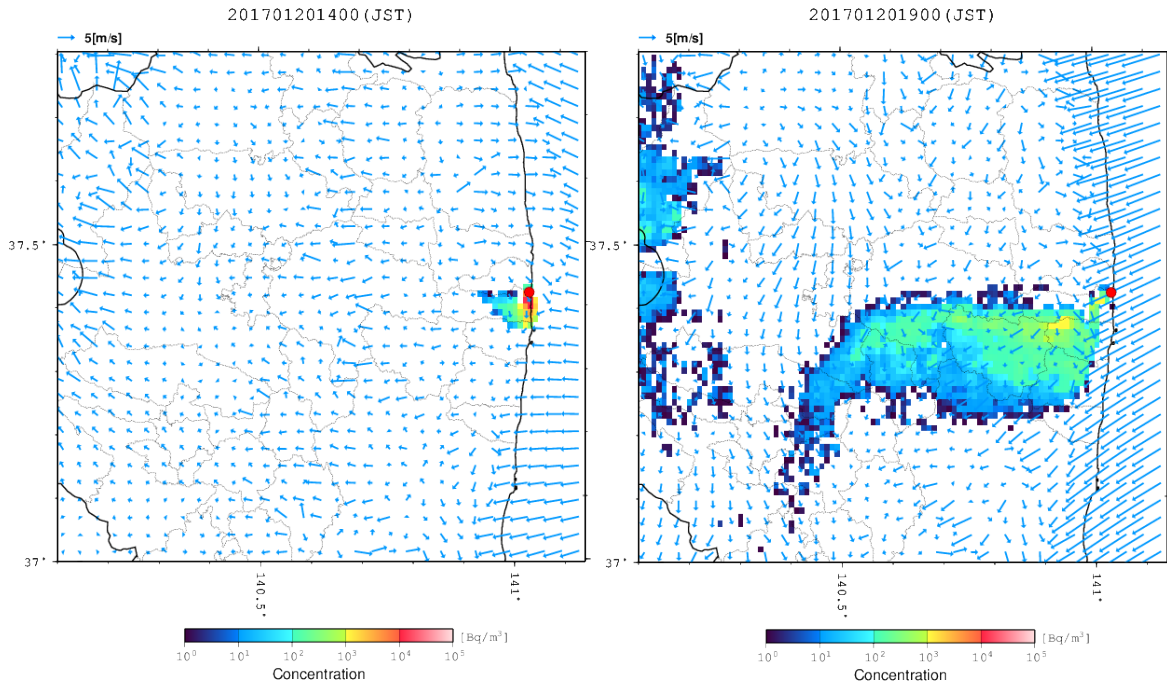 201701201400(JST)
5[m/s]
37.5°
37°
140.5°
141°
10⁰ 10¹ 10² 10³ 10⁴ 10⁵ [Bq/m³]
Concentration
201701201900(JST)
5[m/s]
37.5°
37°
140.5°
141°
10⁰ 10¹ 10² 10³ 10⁴ 10⁵ [Bq/m³]
Concentration